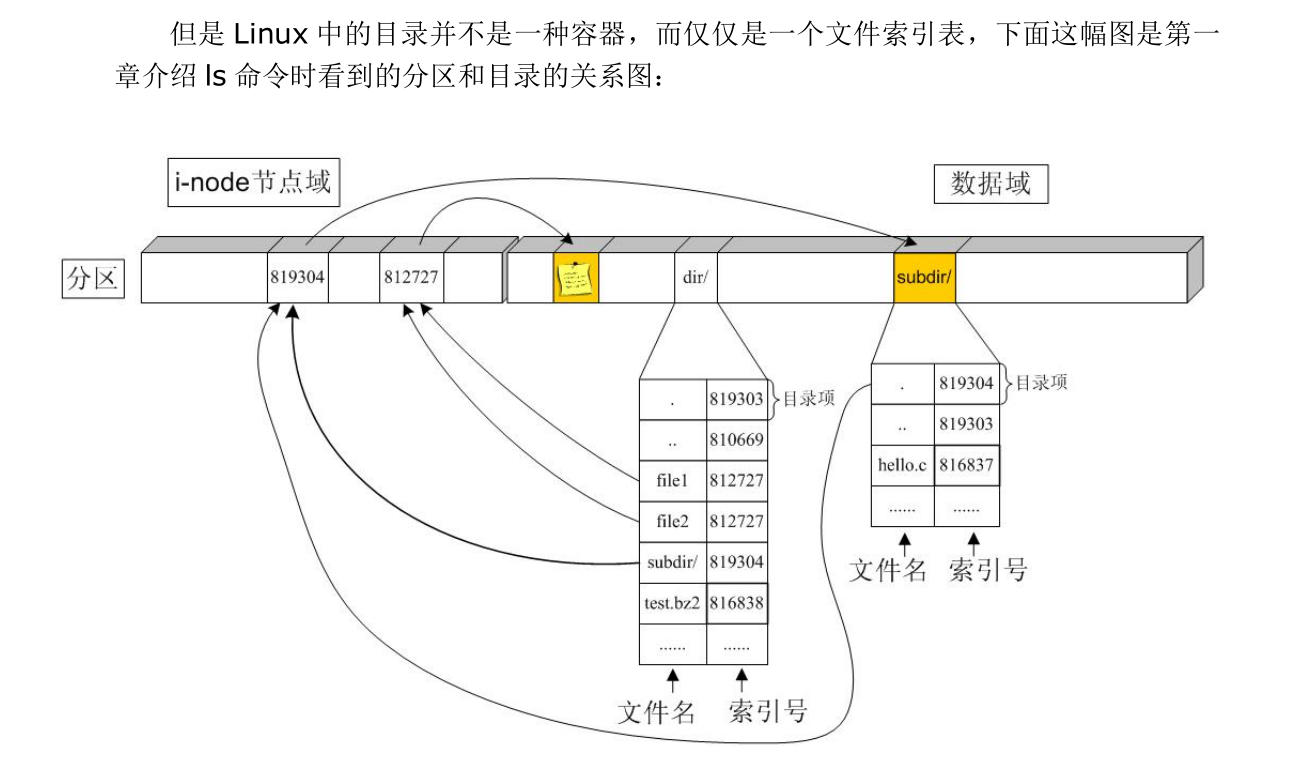 但是 Linux 中的目录并不是一种容器，而仅仅是一个文件索引表，下面这幅图是第一
章介绍 ls 命令时看到的分区和目录的关系图：
i-node节点域
数据域
分区
819304
812727
dir/
subdir/
. 819303
目录项
.. 810669
file1 812727
file2 812727
subdir/ 819304
test.bz2 816838
...... ......
文件名 索引号
. 819304
目录项
.. 819303
hello.c 816837
...... ......
文件名 索引号